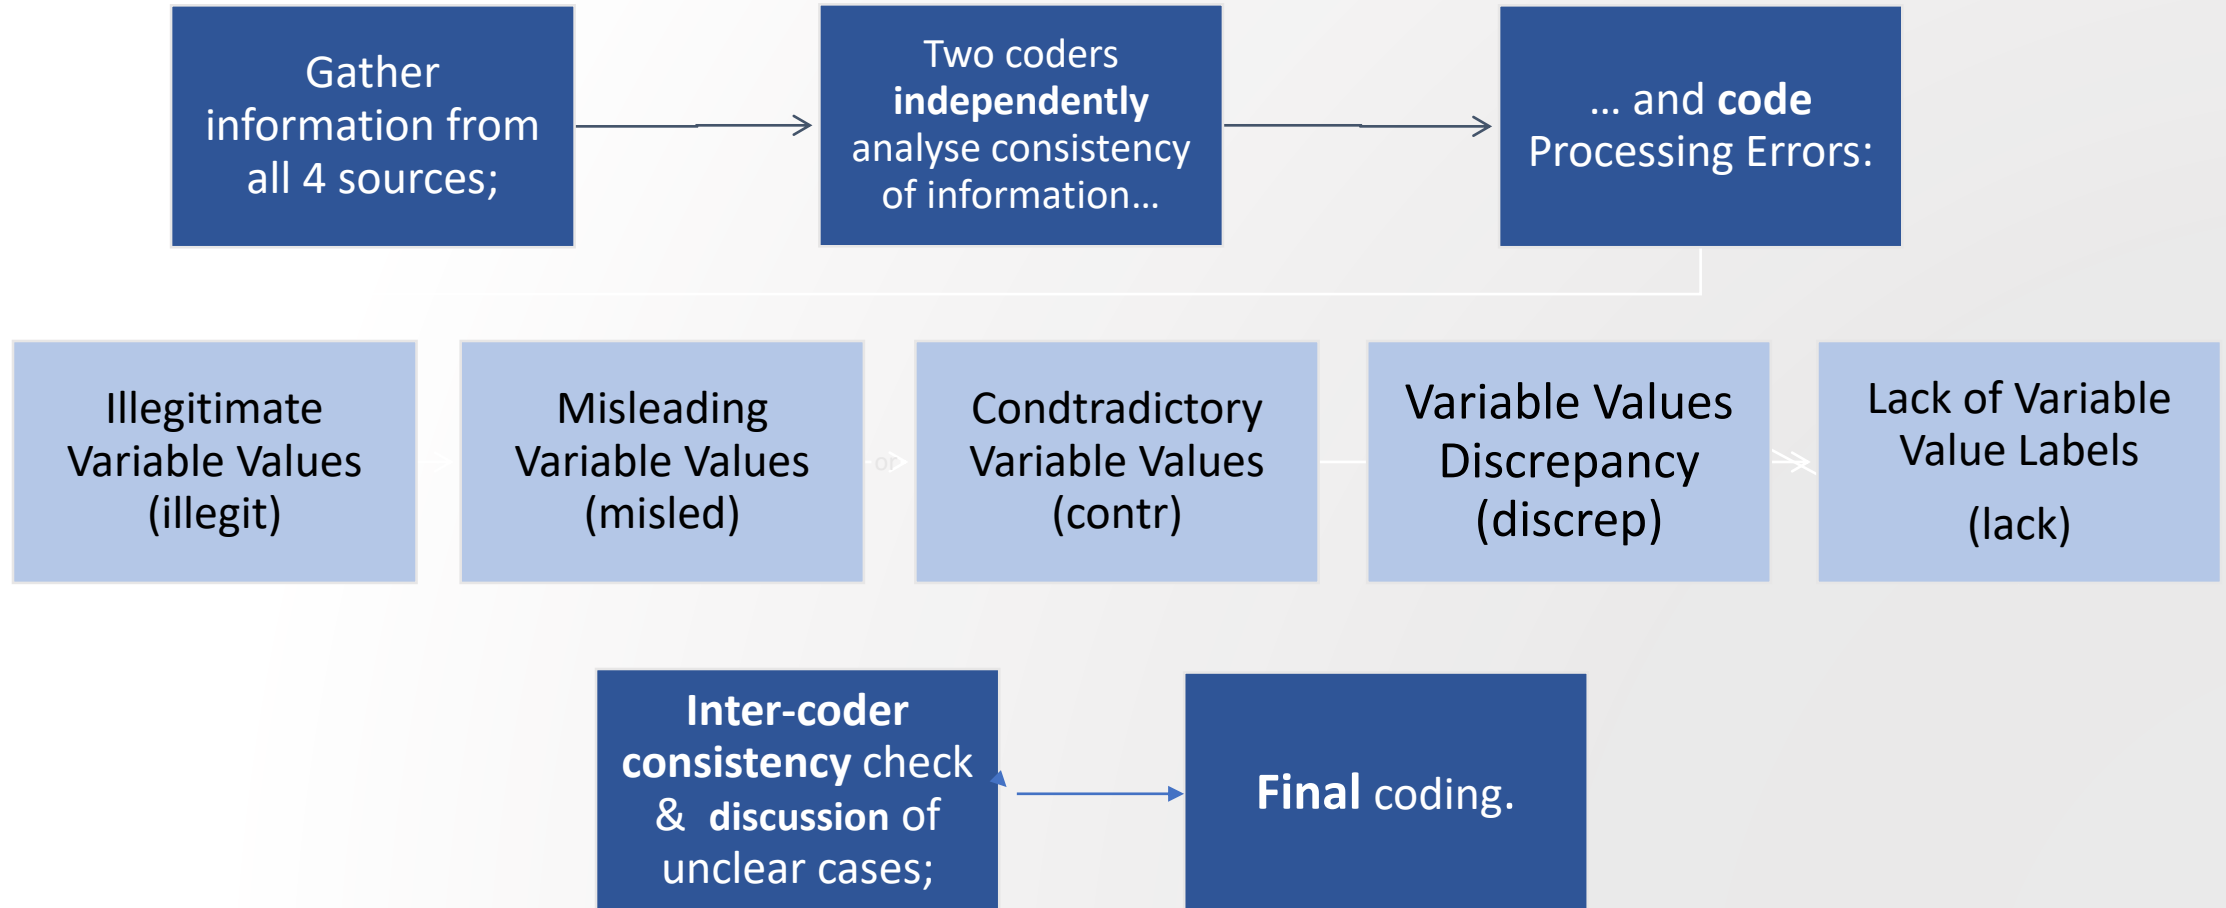 Gather
information from
all 4 sources;
Two coders
independently
analyse consistency
of information...
... and code
Processing Errors:
Illegitimate
Variable Values
(illegit)
Misleading
Variable Values
(misled)
or
Condtradictory
Variable Values
(contr)
Variable Values
Discrepancy
(discrep)
Lack of Variable
Value Labels
(lack)
Inter-coder
consistency check
& discussion of
unclear cases;
Final coding.